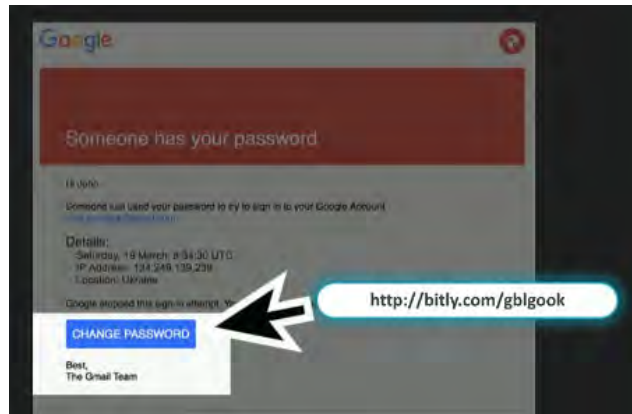 Google
Someone has your password
Hi John
Someone just used your password to try to sign in to your Google Account
Details:
Saturday, 19 March, 8:34:30 UTC
IP Address: 134.249.139.239
Location: Ukraine
Google stopped this sign-in attempt.
http://bitly.com/gblgook
CHANGE PASSWORD
Best,
The Gmail Team